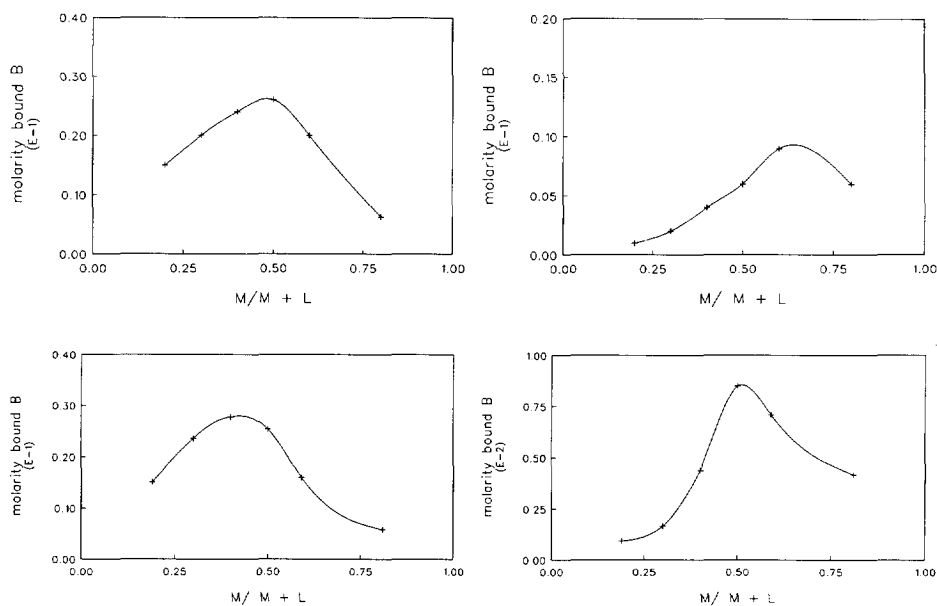 0.40
0.30
0.20
0.10
0.00
molarity bound B
(E-1)
0.00 0.25 0.50 0.75 1.00
M/M + L
0.20
0.15
0.10
0.05
0.00
molarity bound B
(E-1)
0.00 0.25 0.50 0.75 1.00
M/ M + L
0.40
0.30
0.20
0.10
0.00
molarity bound B
(E-1)
0.00 0.25 0.50 0.75 1.00
M/ M + L
1.00
0.75
0.50
0.25
0.00
molarity bound B
(E-2)
0.00 0.25 0.50 0.75 1.00
M/ M + L